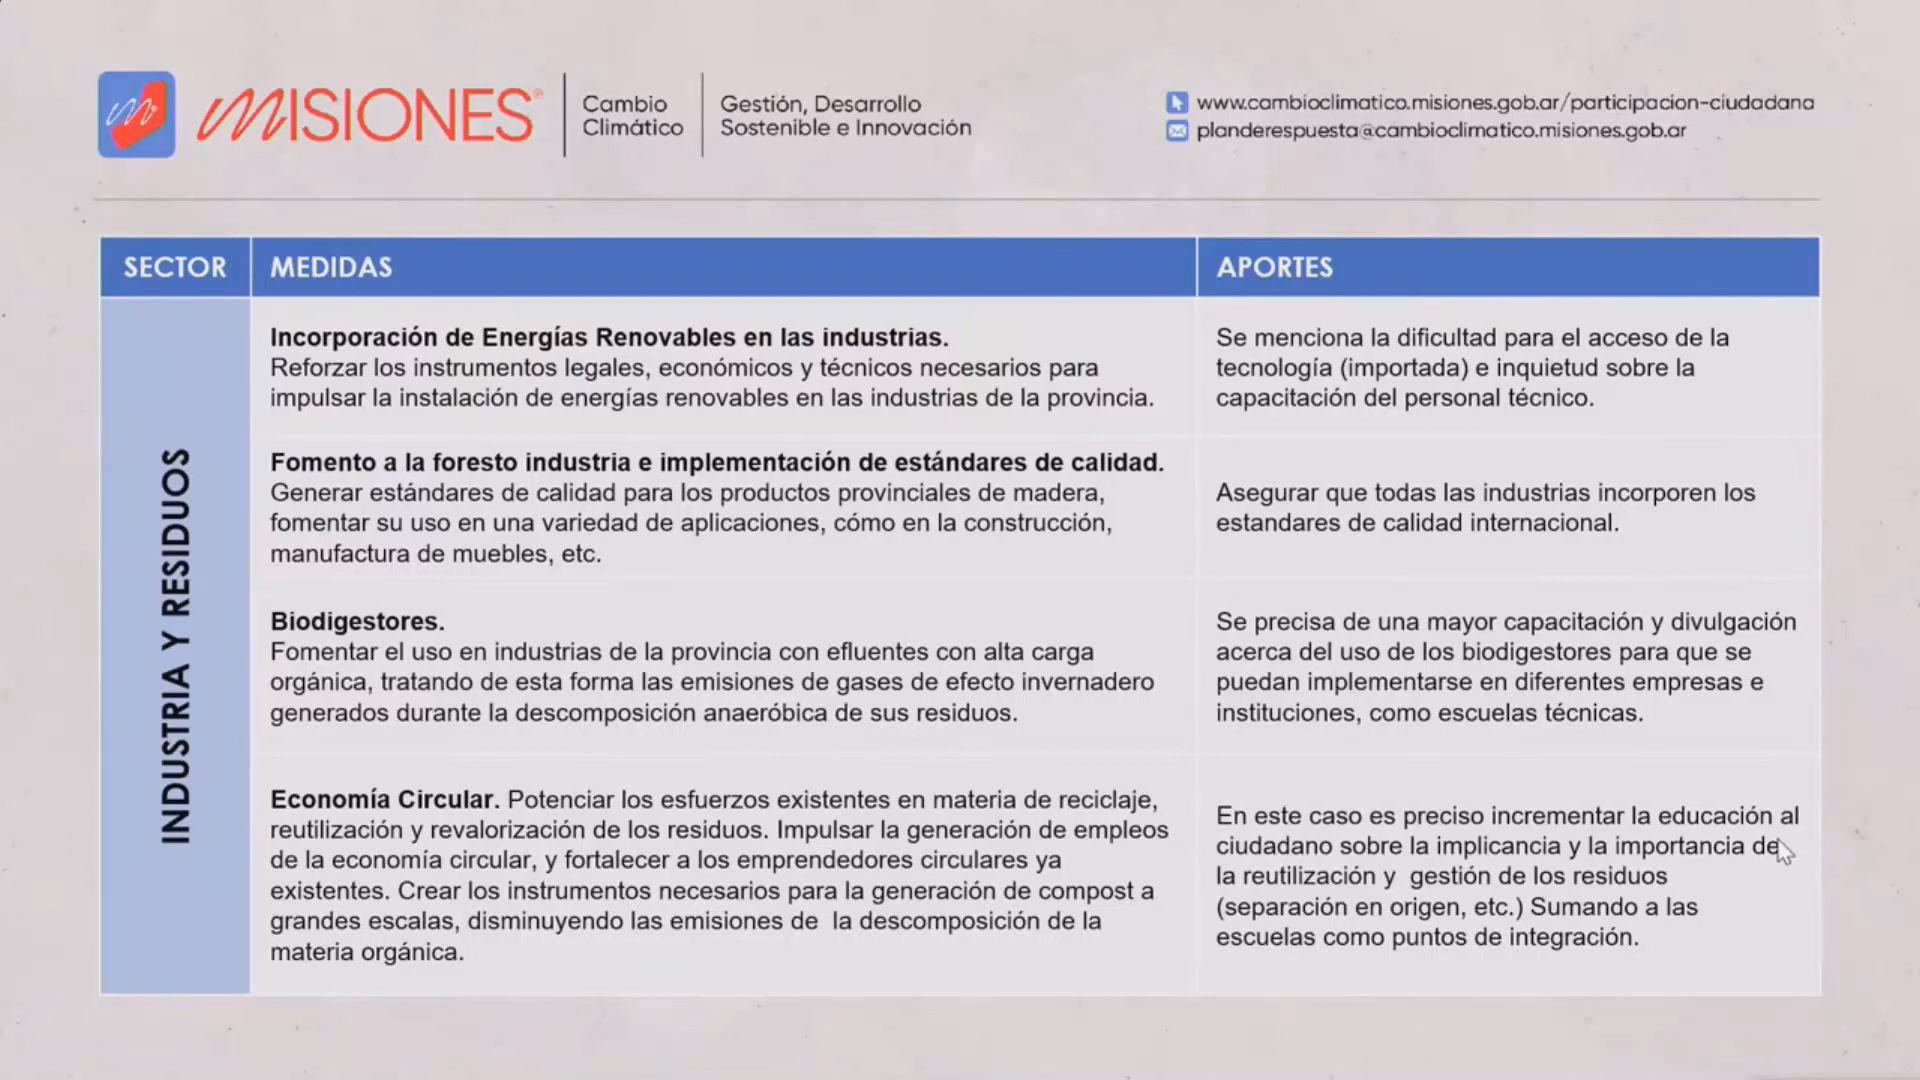 MISIONES
Cambio
Climático
Gestión, Desarrollo
Sostenible e Innovación
www.cambioclimatico.misiones.gob.ar/participacion-ciudadana
planderespuesta@cambioclimatico.misiones.gob.ar
SECTOR
MEDIDAS
APORTES
INDUSTRIA Y RESIDUOS
Incorporación de Energías Renovables en las industrias.
Reforzar los instrumentos legales, económicos y técnicos necesarios para
impulsar la instalación de energías renovables en las industrias de la provincia.
Se menciona la dificultad para el acceso de la
tecnología (importada) e inquietud sobre la
capacitación del personal técnico.
Fomento a la foresto industria e implementación de estándares de calidad.
Generar estándares de calidad para los productos provinciales de madera,
fomentar su uso en una variedad de aplicaciones, cómo en la construcción,
manufactura de muebles, etc.
Asegurar que todas las industrias incorporen los
estandares de calidad internacional.
Biodigestores.
Fomentar el uso en industrias de la provincia con efluentes con alta carga
orgánica, tratando de esta forma las emisiones de gases de efecto invernadero
generados durante la descomposición anaeróbica de sus residuos.
Se precisa de una mayor capacitación y divulgación
acerca del uso de los biodigestores para que se
puedan implementarse en diferentes empresas e
instituciones, como escuelas técnicas.
Economía Circular. Potenciar los esfuerzos existentes en materia de reciclaje,
reutilización y revalorización de los residuos. Impulsar la generación de empleos
de la economía circular, y fortalecer a los emprendedores circulares ya
existentes. Crear los instrumentos necesarios para la generación de compost a
grandes escalas, disminuyendo las emisiones de  la descomposición de la
materia orgánica.
En este caso es preciso incrementar la educación al
ciudadano sobre la implicancia y la importancia de
la reutilización y  gestión de los residuos
(separación en origen, etc.) Sumando a las
escuelas como puntos de integración.